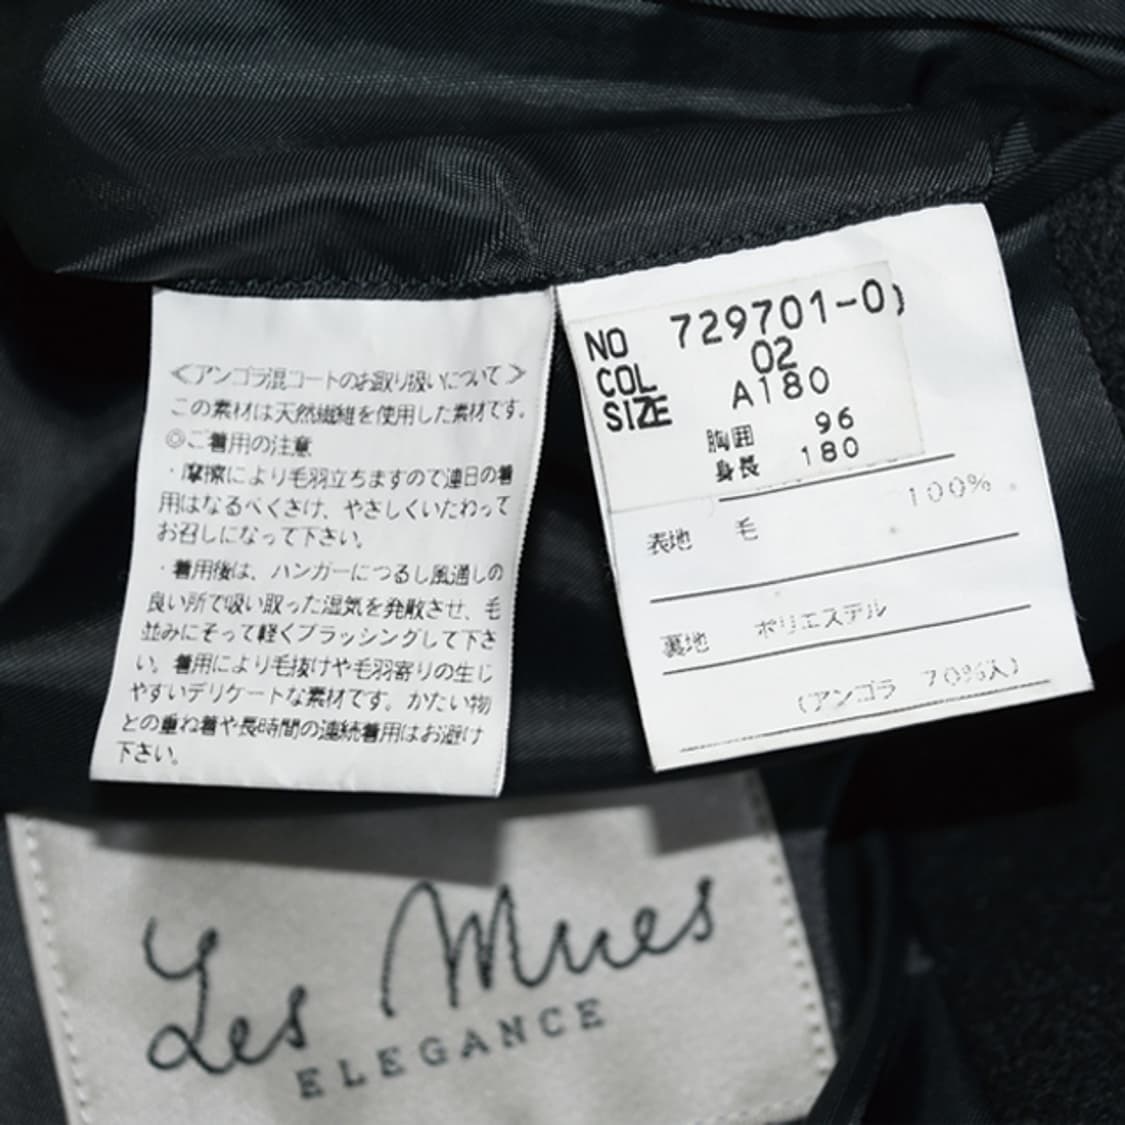 ≪アンゴラ混コートのお取り扱いについて≫
この素材は天然繊維を使用した素材です。
◎ご着用の注意
・摩擦により毛羽立ちますので連日の着
用はなるべくさけ、やさしくいたわって
お召しになって下さい。
・着用後は、ハンガーにつるし風通しの
良い所で吸い取った湿気を発散させ、毛
並みにそって軽くブラッシングして下さ
い。着用により毛抜けや毛羽寄りの生じ
やすいデリケートな素材です。かたい物
との重ね着や長時間の連続着用はお避け
下さい。
NO 729701-0)
COL 02
SIZE A180
胸囲 96
身長 180
表地 毛 100%
裏地 ポリエステル
(アンゴラ 70%入)
Les Mues
ELEGANCE